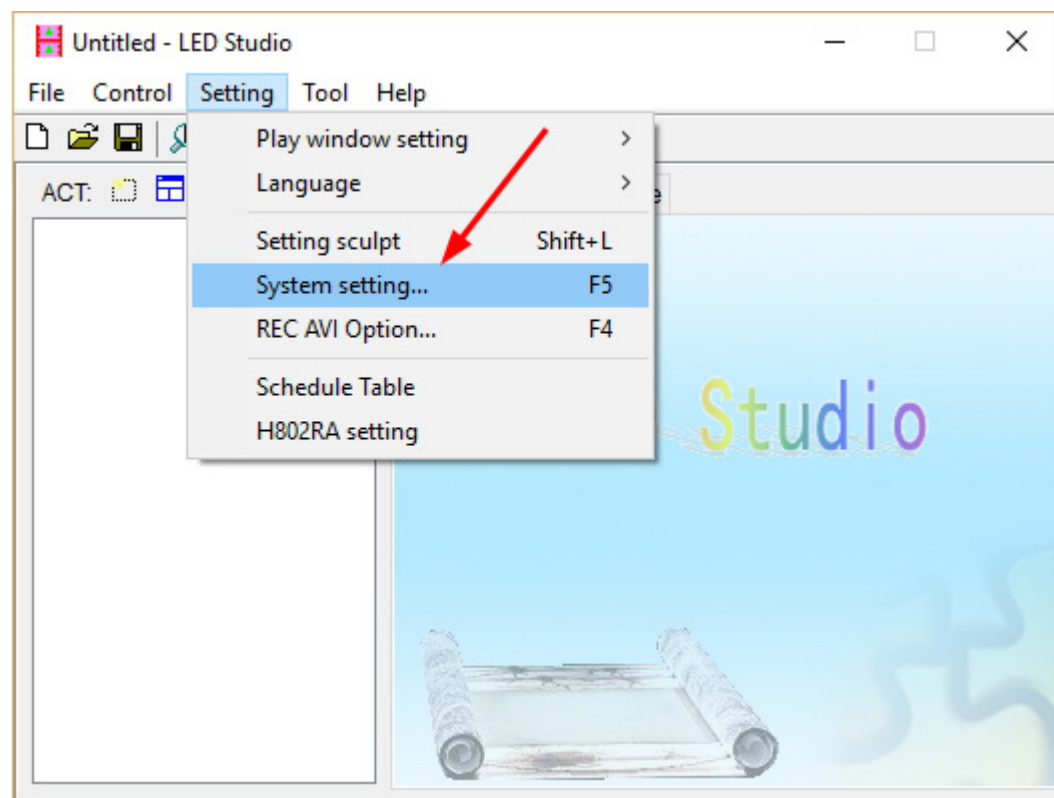 Untitled - LED Studio
File Control Setting Tool Help
Play window setting
Language
Setting sculpt Shift+L
System setting... F5
REC AVI Option... F4
Schedule Table
H802RA setting
ACT:
Studio